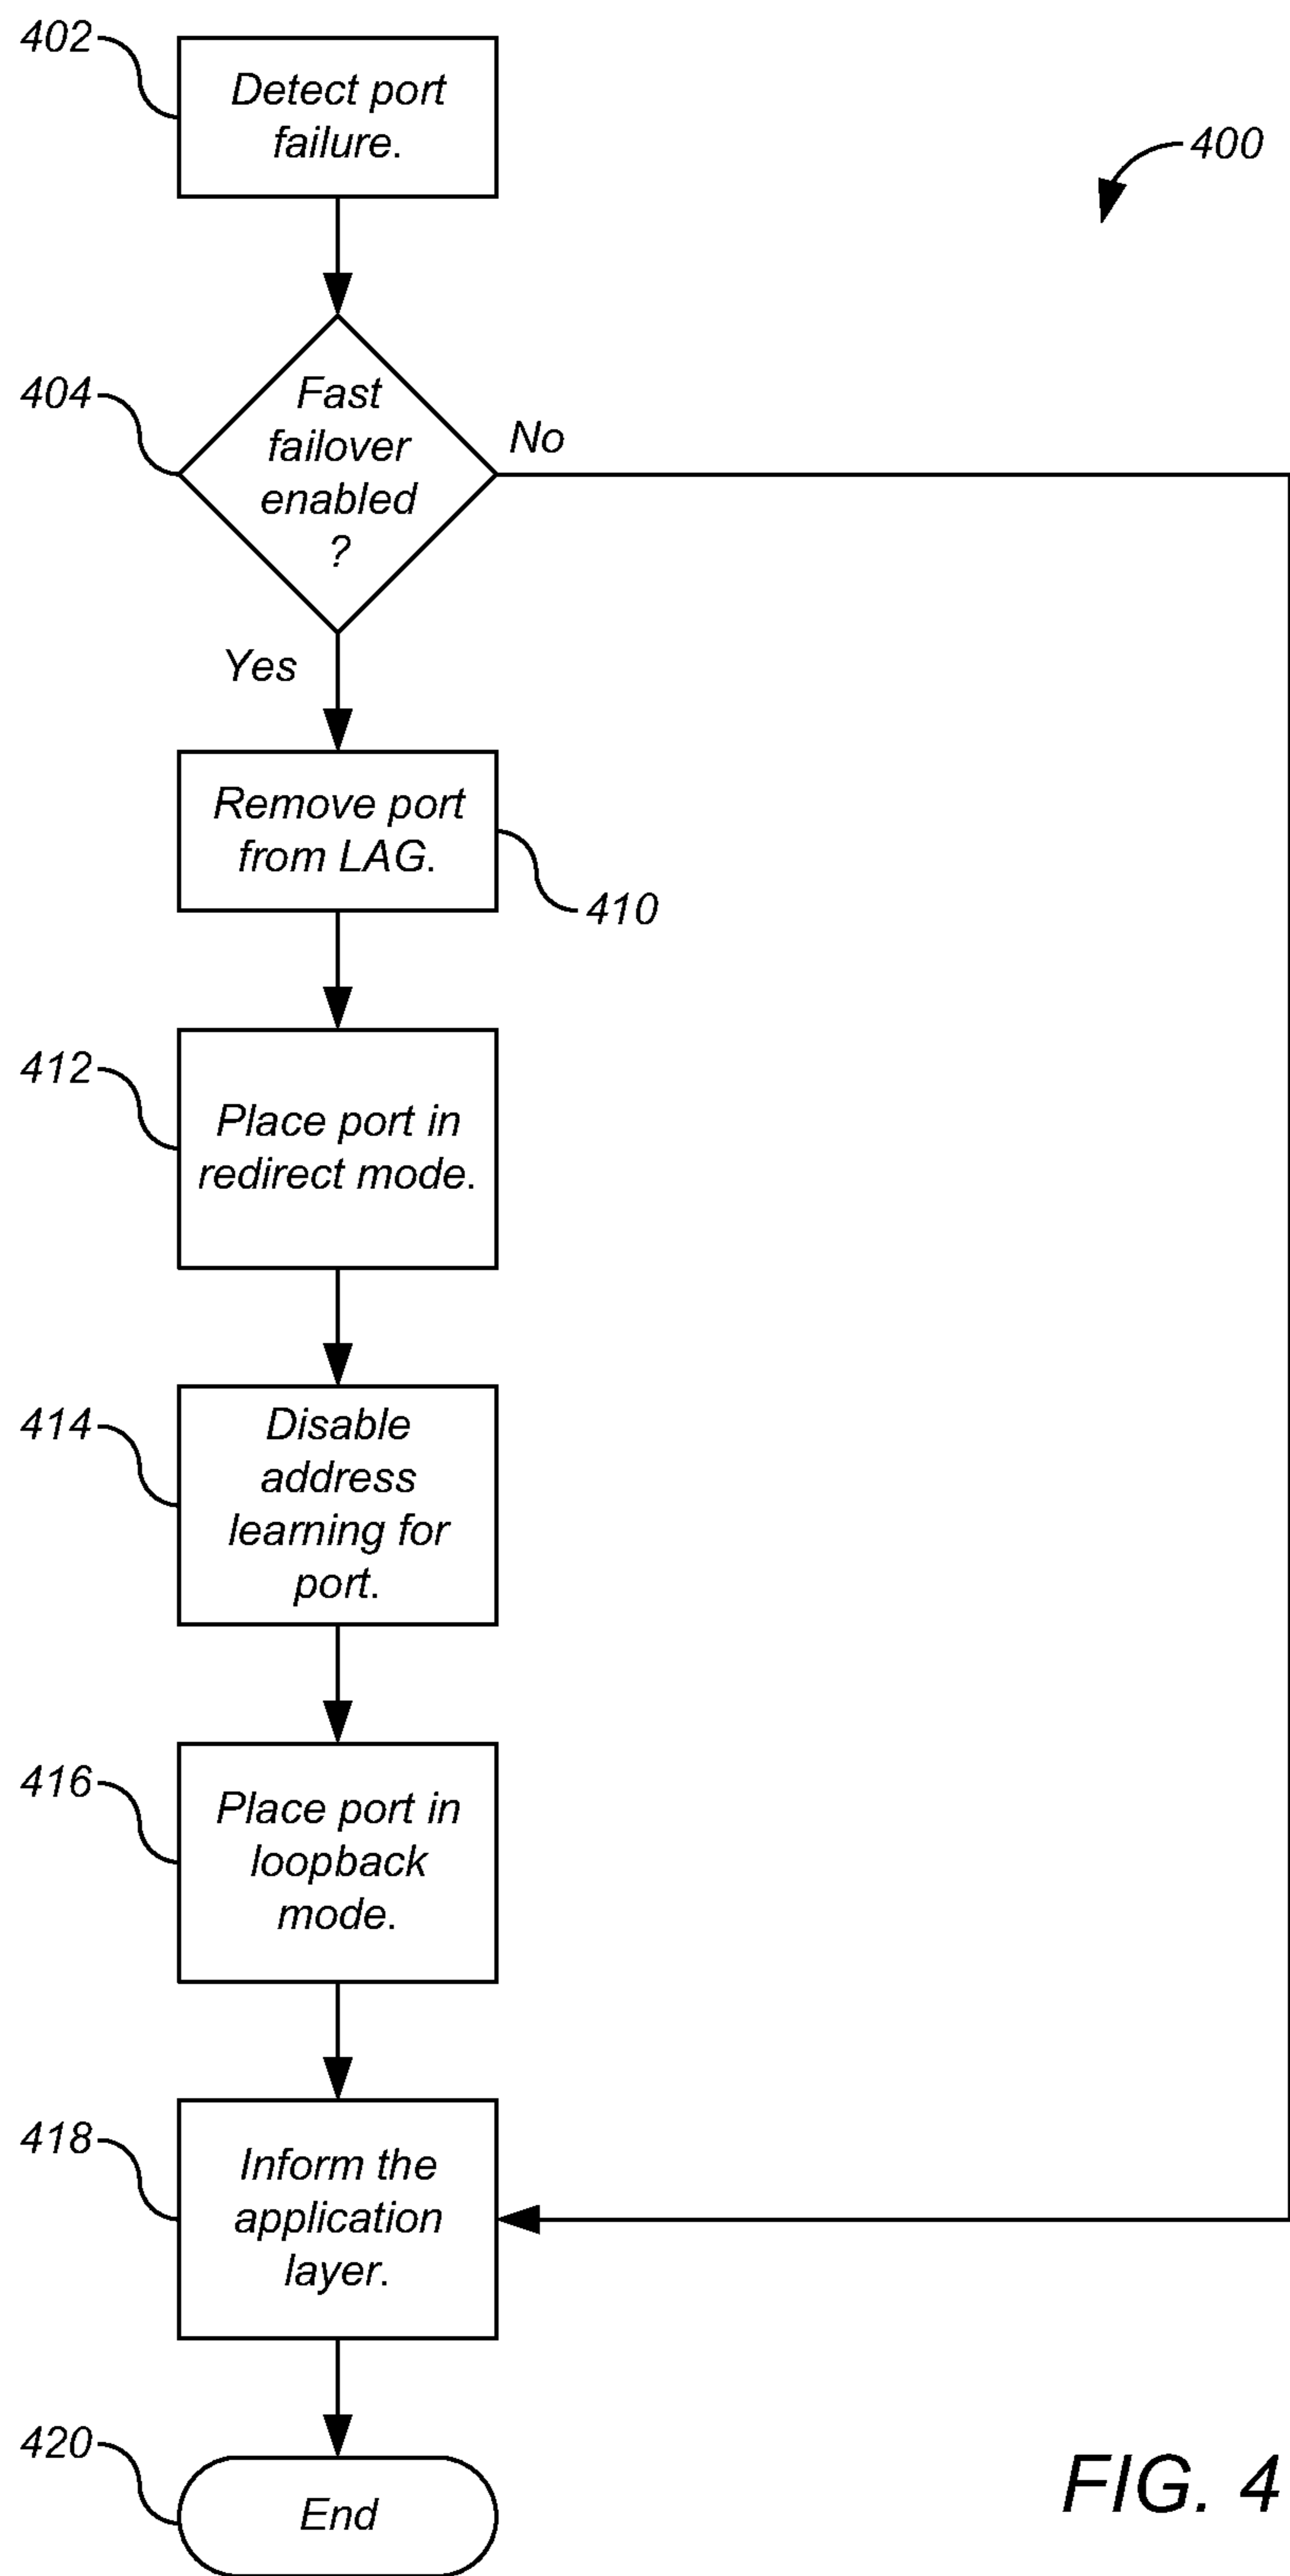 402
Detect port
failure.
400
404
Fast
failover
enabled
?
No
Yes
Remove port
from LAG.
410
412
Place port in
redirect mode.
414
Disable
address
learning for
port.
416
Place port in
loopback
mode.
418
Inform the
application
layer.
420
End
FIG. 4